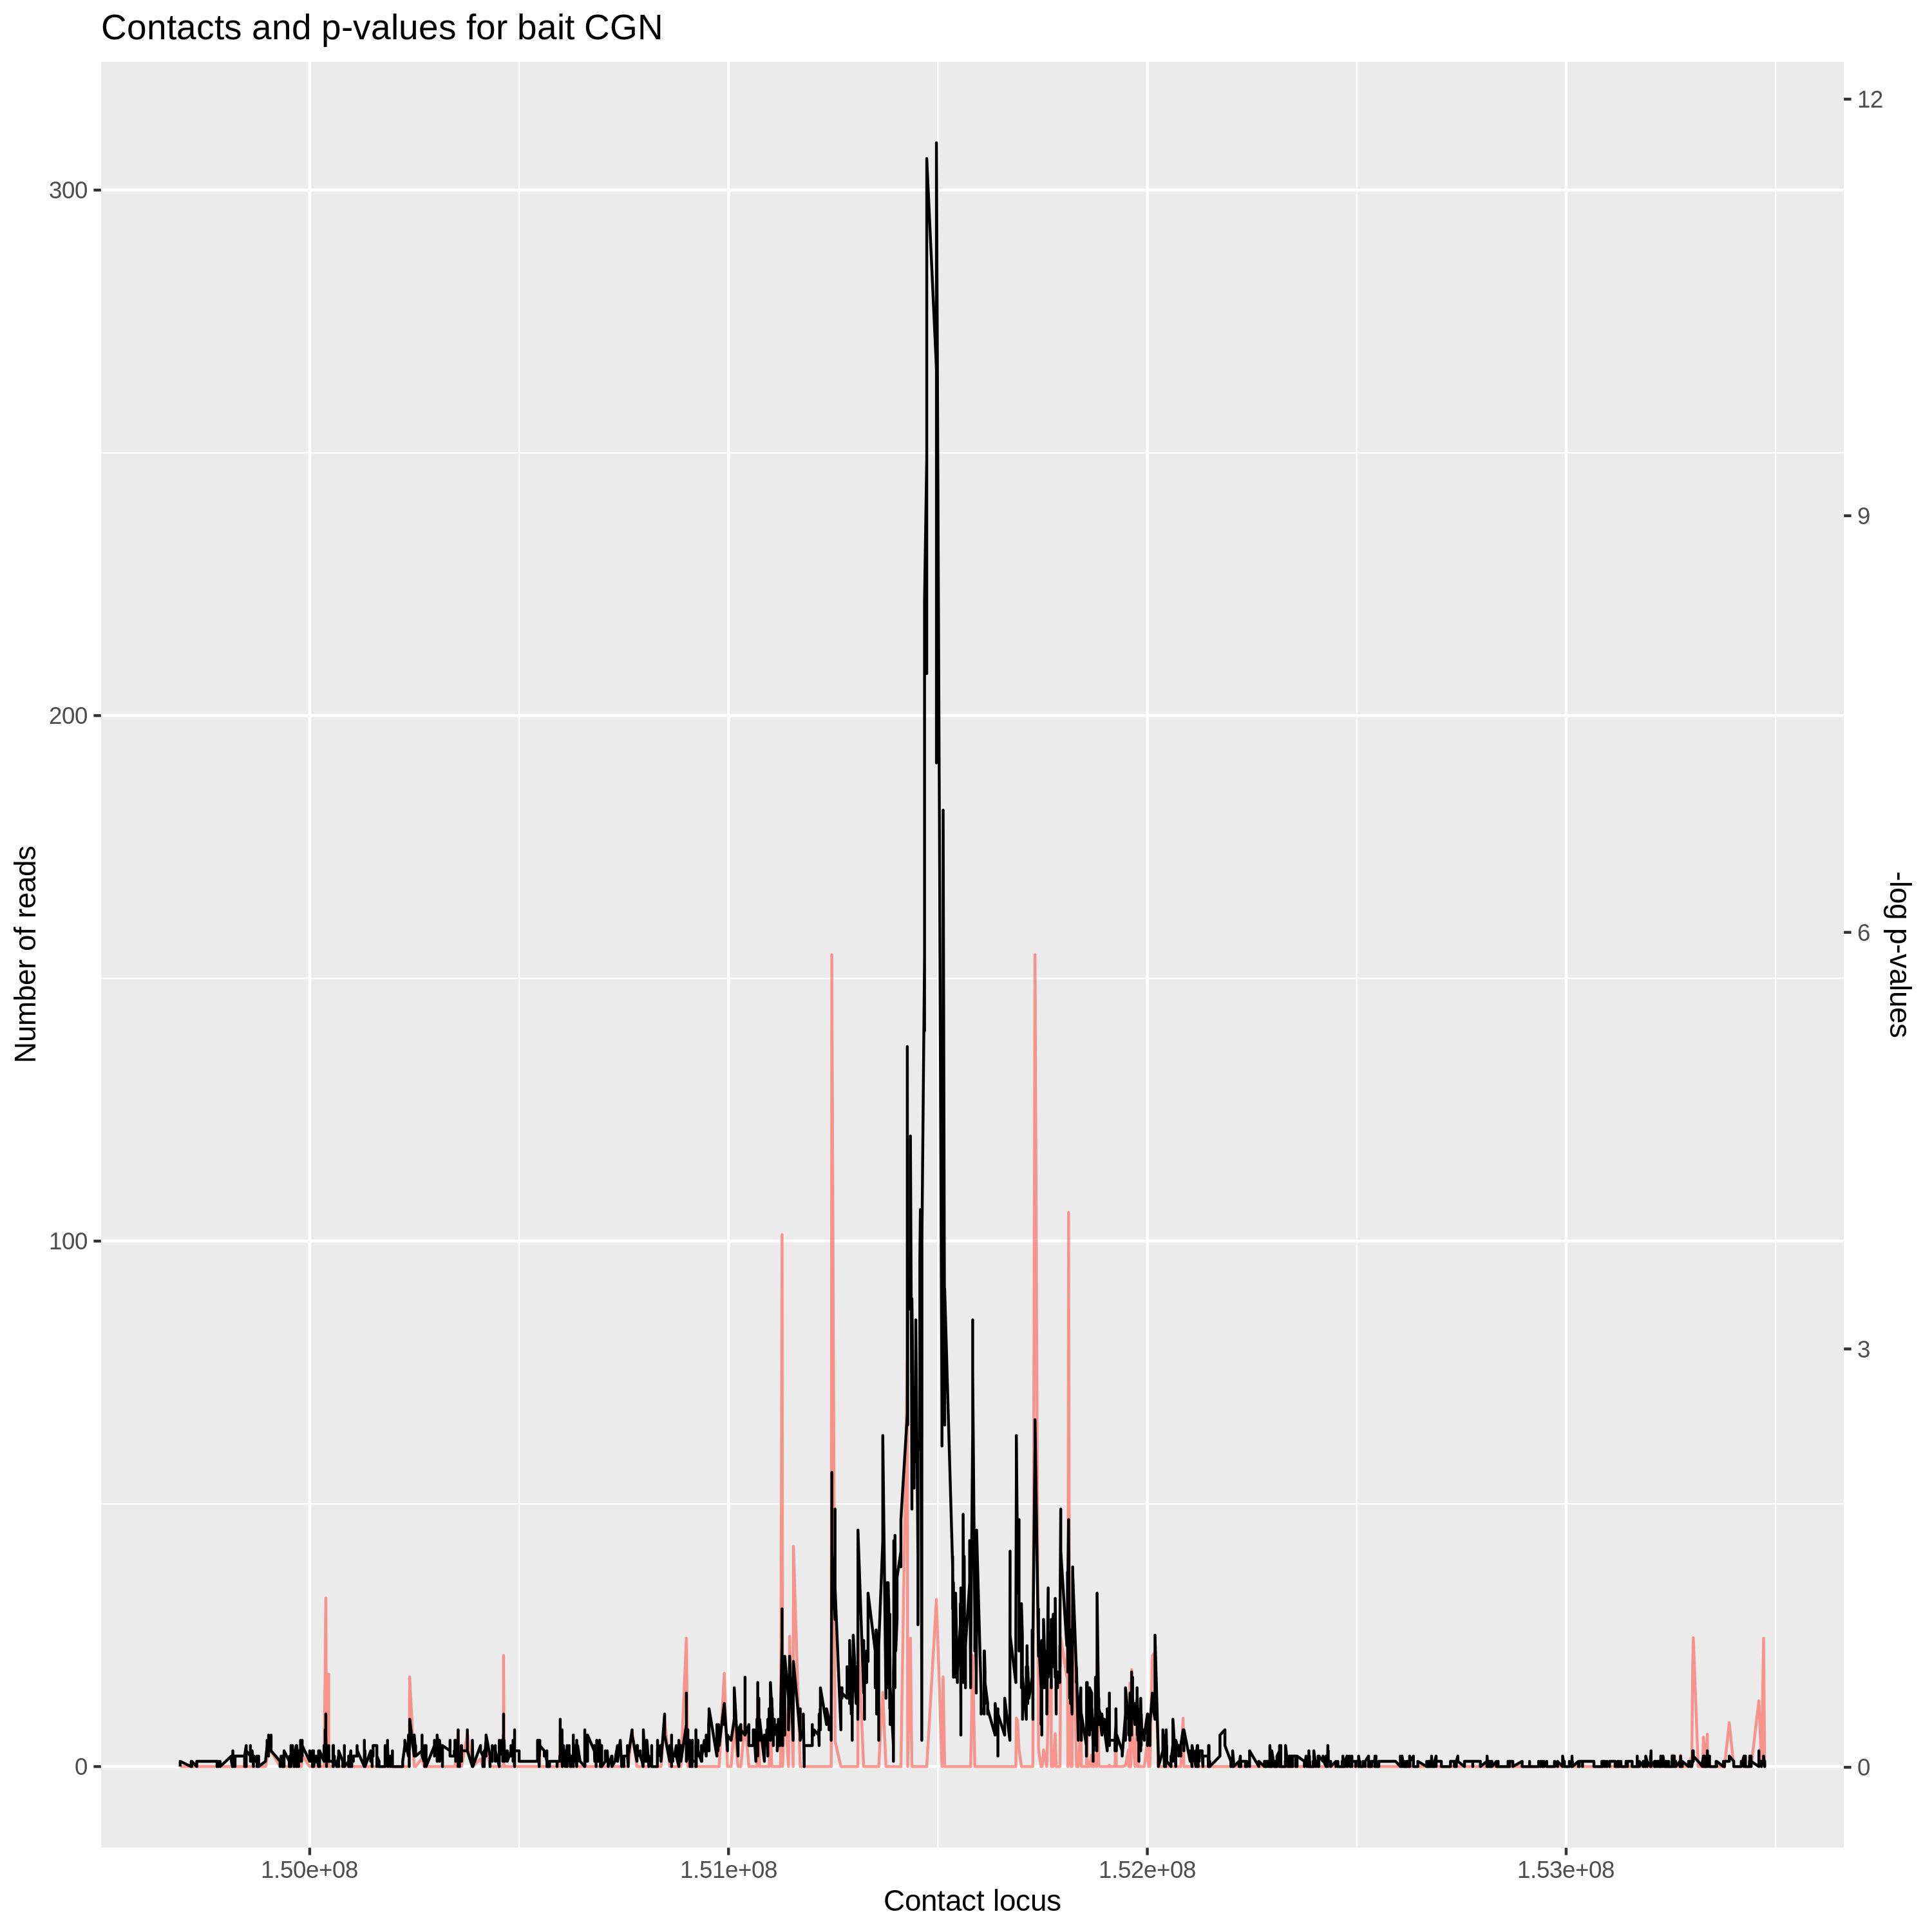 Contacts and p-values for bait CGN
300
200
100
0
Number of reads
12
9
6
3
0
-log p-values
1.50e+08
1.51e+08
1.52e+08
1.53e+08
Contact locus